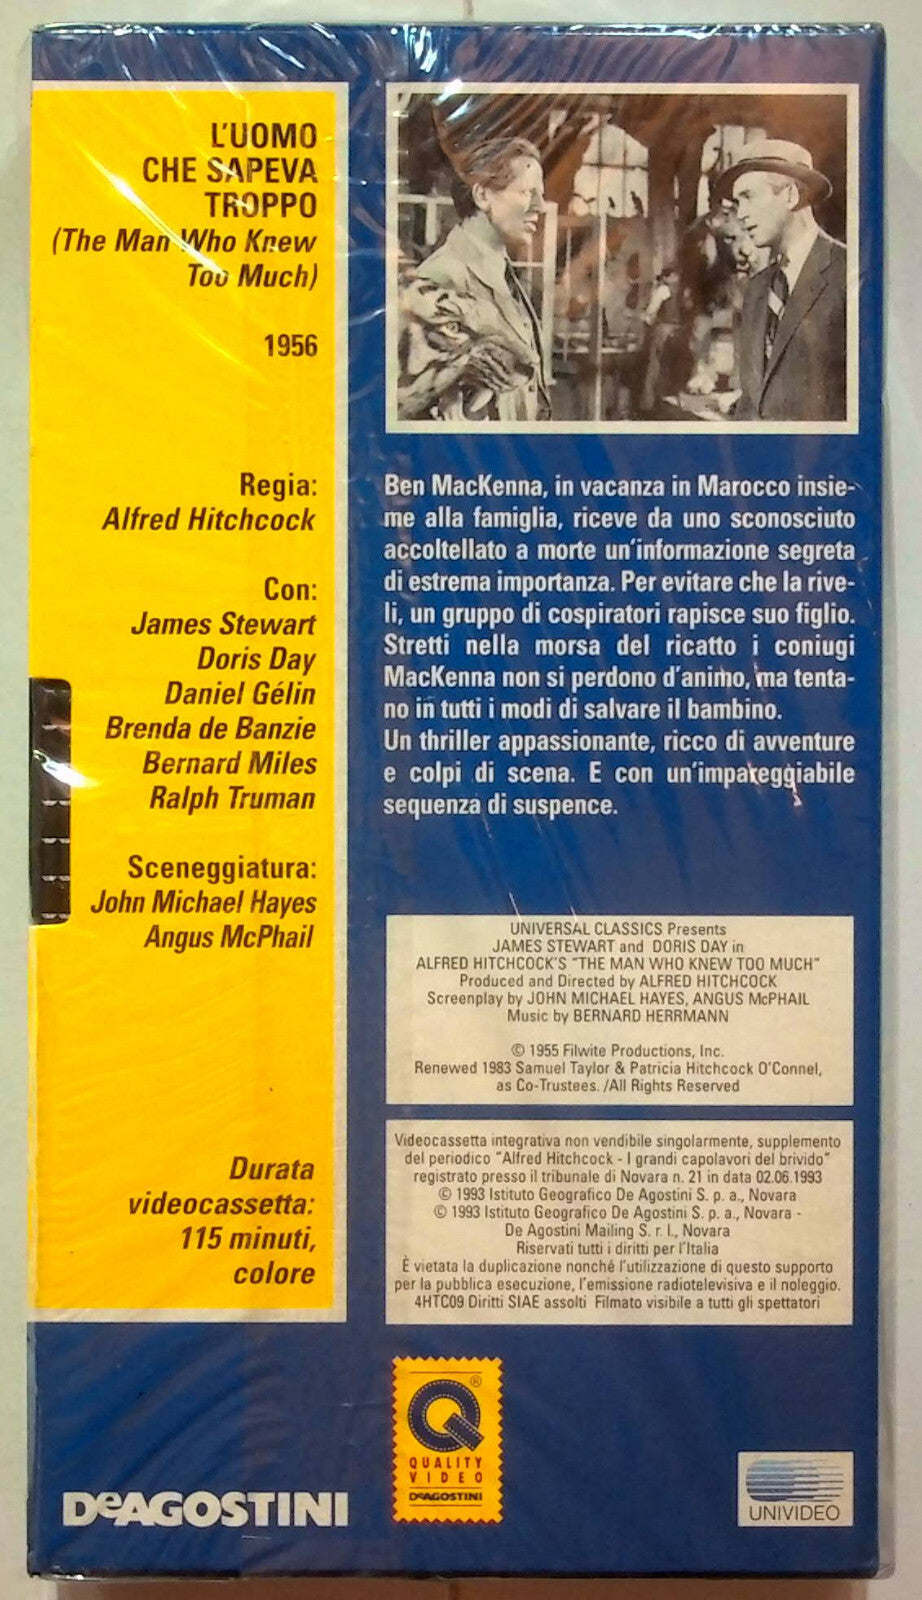 L'UOMO
CHE SAPEVA
TROPPO
(The Man Who Knew
Too Much)
1956
Regia:
Alfred Hitchcock
Con:
James Stewart
Doris Day
Daniel Gélin
Brenda de Banzie
Bernard Miles
Ralph Truman
Sceneggiatura:
John Michael Hayes
Angus McPhail
Durata
videocassetta:
115 minuti,
colore
Ben MacKenna, in vacanza in Marocco insie-
me alla famiglia, riceve da uno sconosciuto
accoltellato a morte un'informazione segreta
di estrema importanza. Per evitare che la rive-
li, un gruppo di cospiratori rapisce suo figlio.
Stretti nella morsa del ricatto i coniugi
MacKenna non si perdono d'animo, ma tenta-
no in tutti i modi di salvare il bambino.
Un thriller appassionante, ricco di avventure
e colpi di scena. E con un'impareggiabile
sequenza di suspence.
UNIVERSAL CLASSICS Presents
JAMES STEWART and DORIS DAY in
ALFRED HITCHCOCK'S "THE MAN WHO KNEW TOO MUCH"
Produced and Directed by ALFRED HITCHCOCK
Screenplay by JOHN MICHAEL HAYES, ANGUS McPHAIL
Music by BERNARD HERRMANN
© 1955 Filwite Productions, Inc.
Renewed 1983 Samuel Taylor & Patricia Hitchcock O'Connel,
as Co-Trustees. /All Rights Reserved
Videocassetta integrativa non vendibile singolarmente, supplemento
del periodico "Alfred Hitchcock - I grandi capolavori del brivido"
registrato presso il tribunale di Novara n. 21 in data 02.06.1993
© 1993 Istituto Geografico De Agostini S. p. a., Novara
© 1993 Istituto Geografico De Agostini S. p. a., Novara -
De Agostini Mailing S. r. l., Novara
Riservati tutti i diritti per l'Italia
È vietata la duplicazione nonché l'utilizzazione di questo supporto
per la pubblica esecuzione, l'emissione radiotelevisiva e il noleggio.
4HTC09 Diritti SIAE assolti Filmato visibile a tutti gli spettatori
DeAGOSTINI
Q ®
QUALITY
VIDEO
DeAGOSTINI
UNIVIDEO